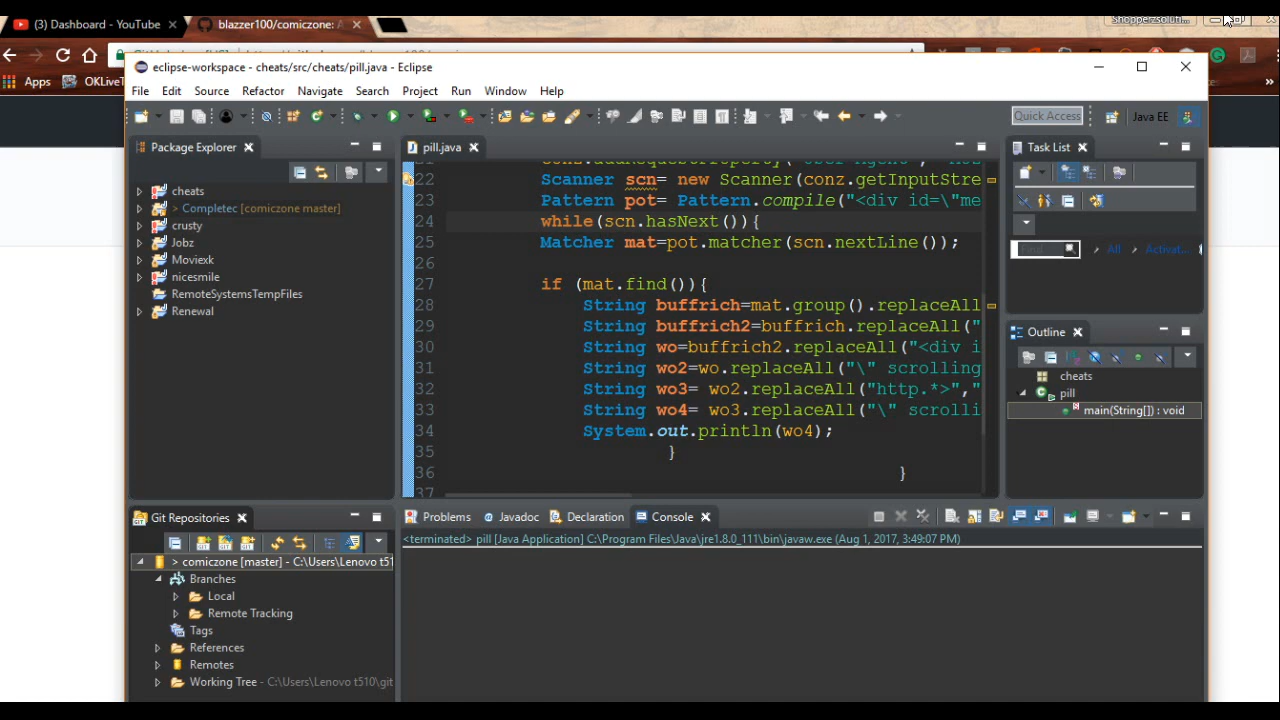 (3) Dashboard - YouTube
blazzer100/comiczone: A
Shopperzsoluti...
Apps
OKLive
eclipse-workspace - cheats/src/cheats/pill.java - Eclipse
File Edit Source Refactor Navigate Search Project Run Window Help
Quick Access
Java EE
Package Explorer
cheats
> Completec [comiczone master]
crusty
Jobz
Moviexk
nicesmile
RemoteSystemsTempFiles
Renewal
pill.java
22 Scanner scn= new Scanner(conz.getInputStre
23 Pattern pot= Pattern.compile("<div id=\"me
24 while(scn.hasNext()){
25 Matcher mat=pot.matcher(scn.nextLine());
26
27 if (mat.find()){
28 String buffrich=mat.group().replaceAll
29 String buffrich2=buffrich.replaceAll("
30 String wo=buffrich2.replaceAll("<div i
31 String wo2=wo.replaceAll("\" scrolling
32 String wo3= wo2.replaceAll("http.*>","
33 String wo4= wo3.replaceAll("\" scrolli
34 System.out.println(wo4);
35 }
36 }
37
Task List
Find
All
Activat...
Outline
cheats
pill
main(String[]) : void
Git Repositories
> comiczone [master] - C:\Users\Lenovo t51
Branches
Local
Remote Tracking
Tags
References
Remotes
Working Tree - C:\Users\Lenovo t510\git
Problems
Javadoc
Declaration
Console
<terminated> pill [Java Application] C:\Program Files\Java\jre1.8.0_111\bin\javaw.exe (Aug 1, 2017, 3:49:07 PM)